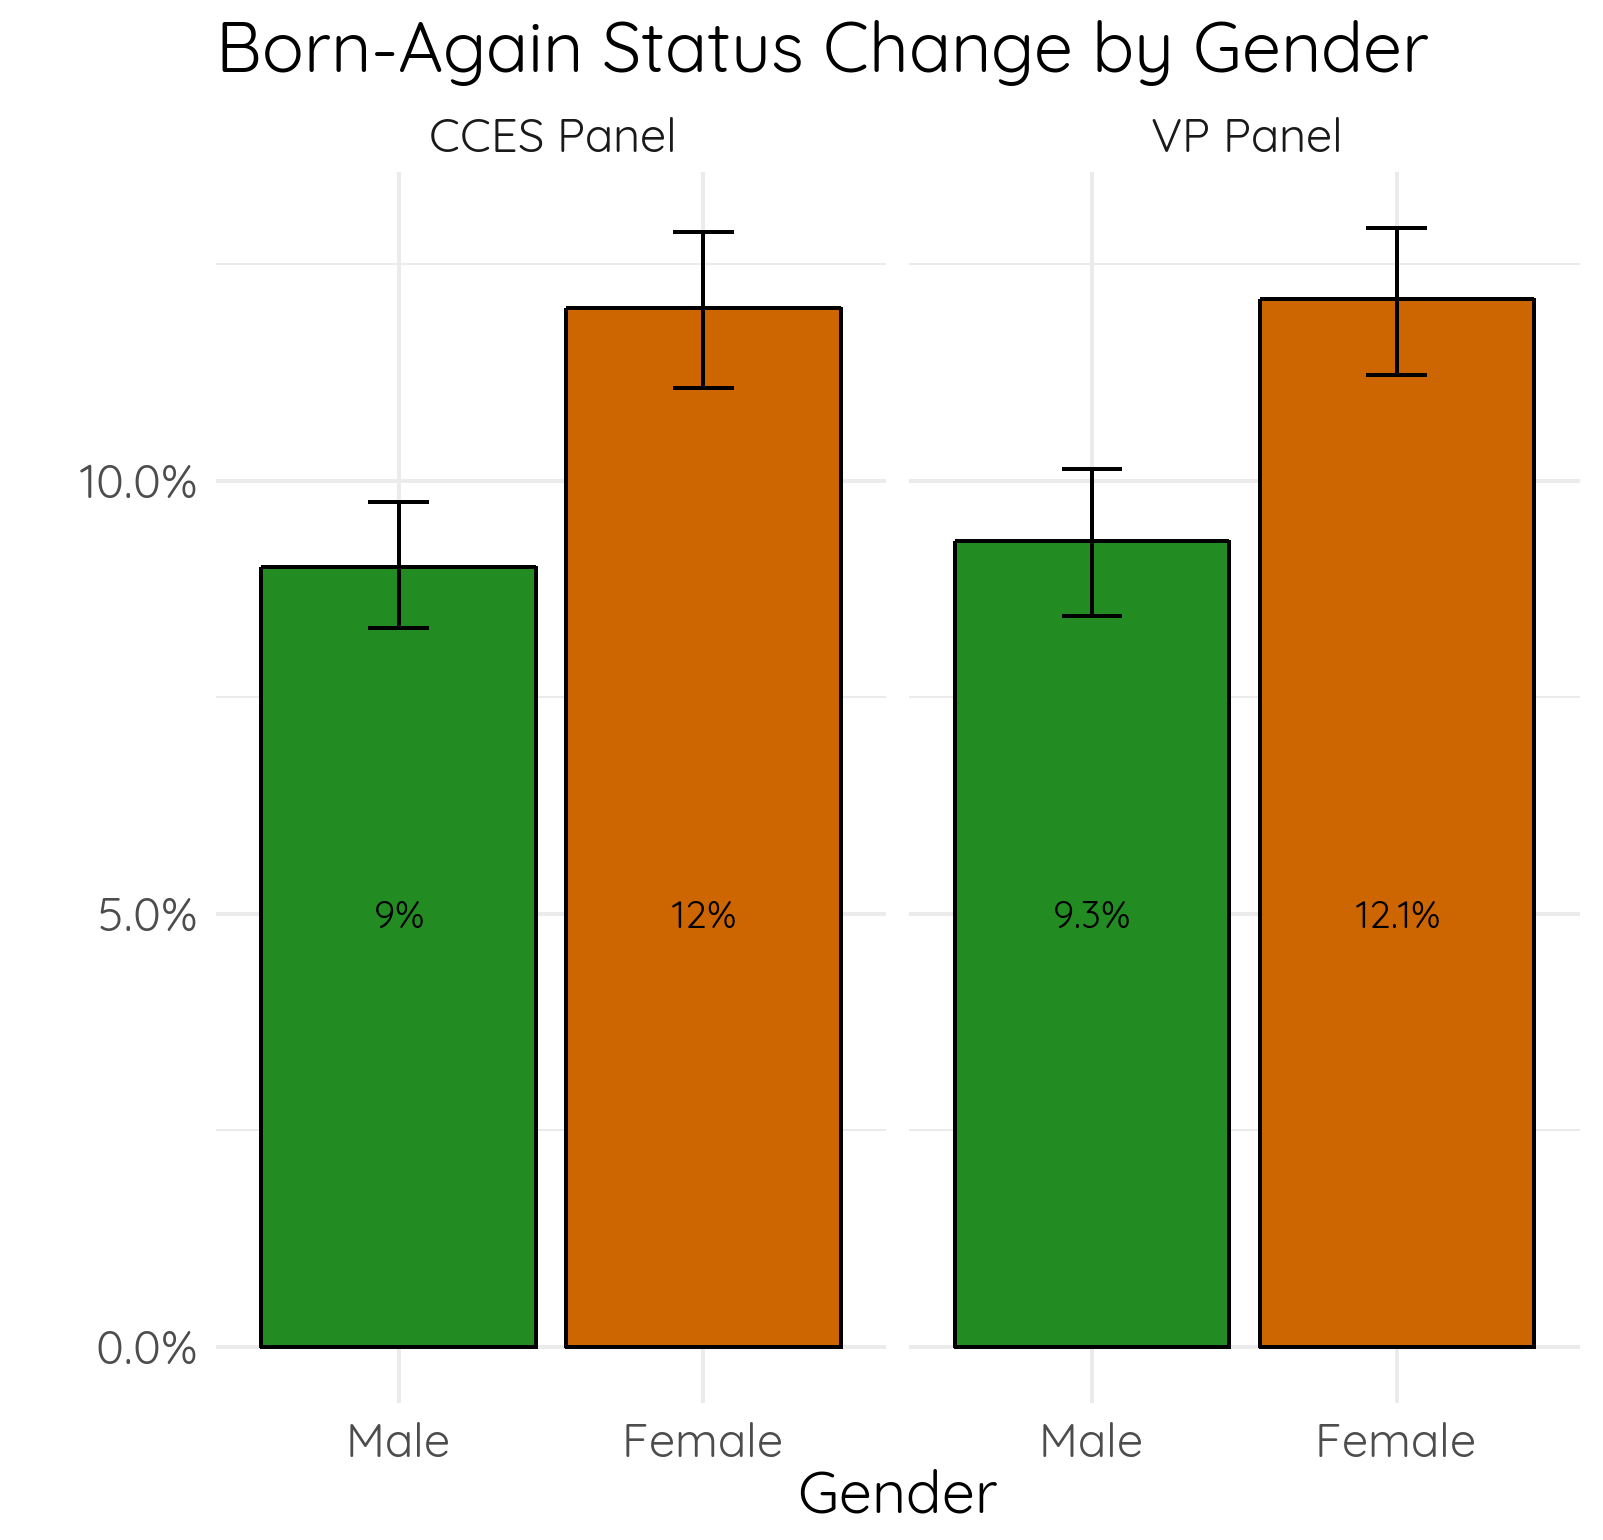 Born-Again Status Change by Gender
CCES Panel
VP Panel
10.0%
5.0%
0.0%
9%
12%
9.3%
12.1%
Male
Female
Male
Female
Gender